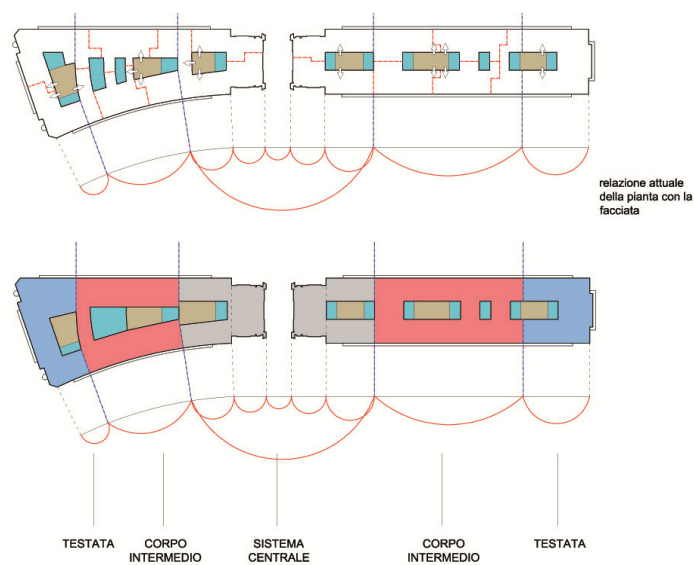 relazione attuale
della pianta con la
facciata
TESTATA
CORPO
INTERMEDIO
SISTEMA
CENTRALE
CORPO
INTERMEDIO
TESTATA